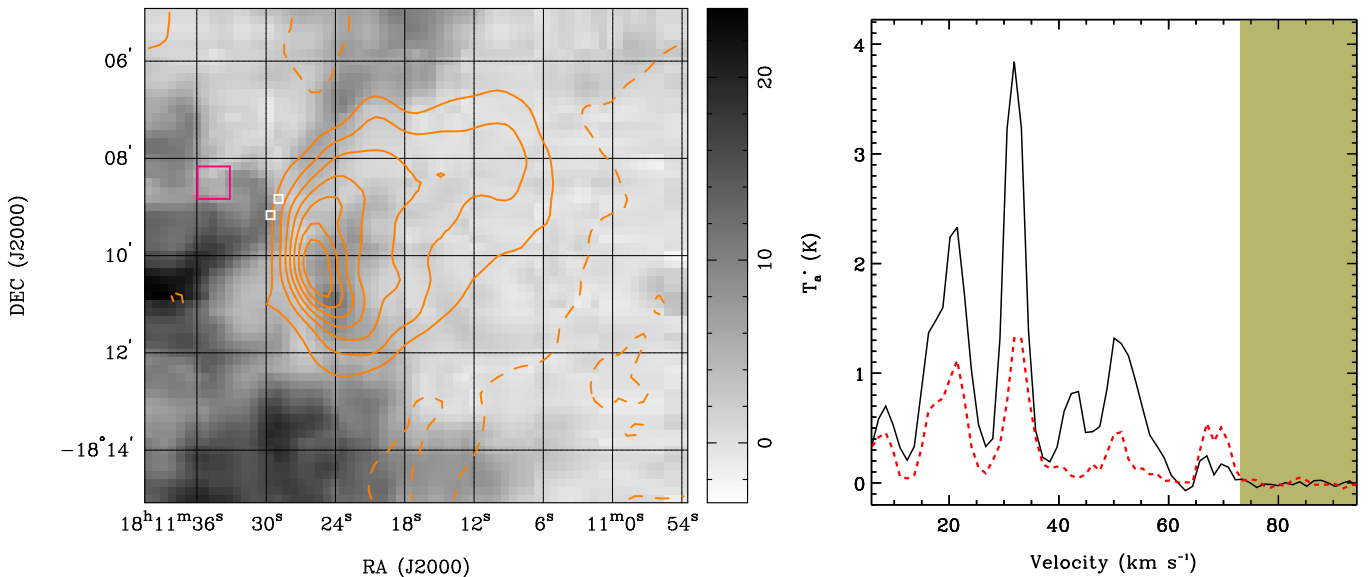 06′
08′
10′
12′
−18°14′
DEC (J2000)
18ʰ11ᵐ36ˢ 30ˢ 24ˢ 18ˢ 12ˢ 6ˢ 11ᵐ0ˢ 54ˢ
RA (J2000)
20
10
0
4
3
2
1
0
Tₐ* (K)
20 40 60 80
Velocity (km s⁻¹)